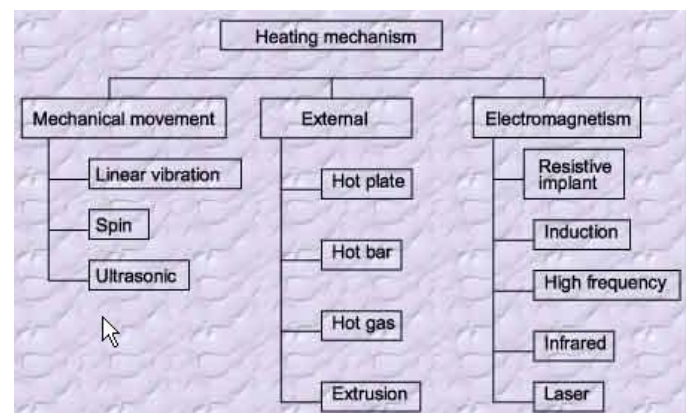 Heating mechanism
Mechanical movement
Linear vibration
Spin
Ultrasonic
External
Hot plate
Hot bar
Hot gas
Extrusion
Electromagnetism
Resistive
implant
Induction
High frequency
Infrared
Laser